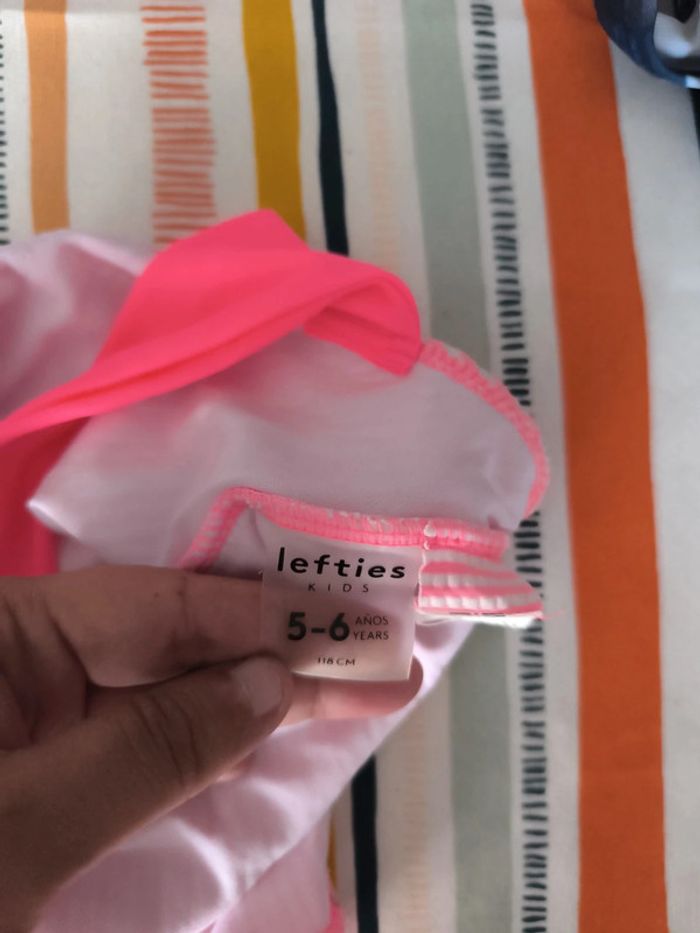 lefties
KIDS
5-6 AÑOS
YEARS
118 CM